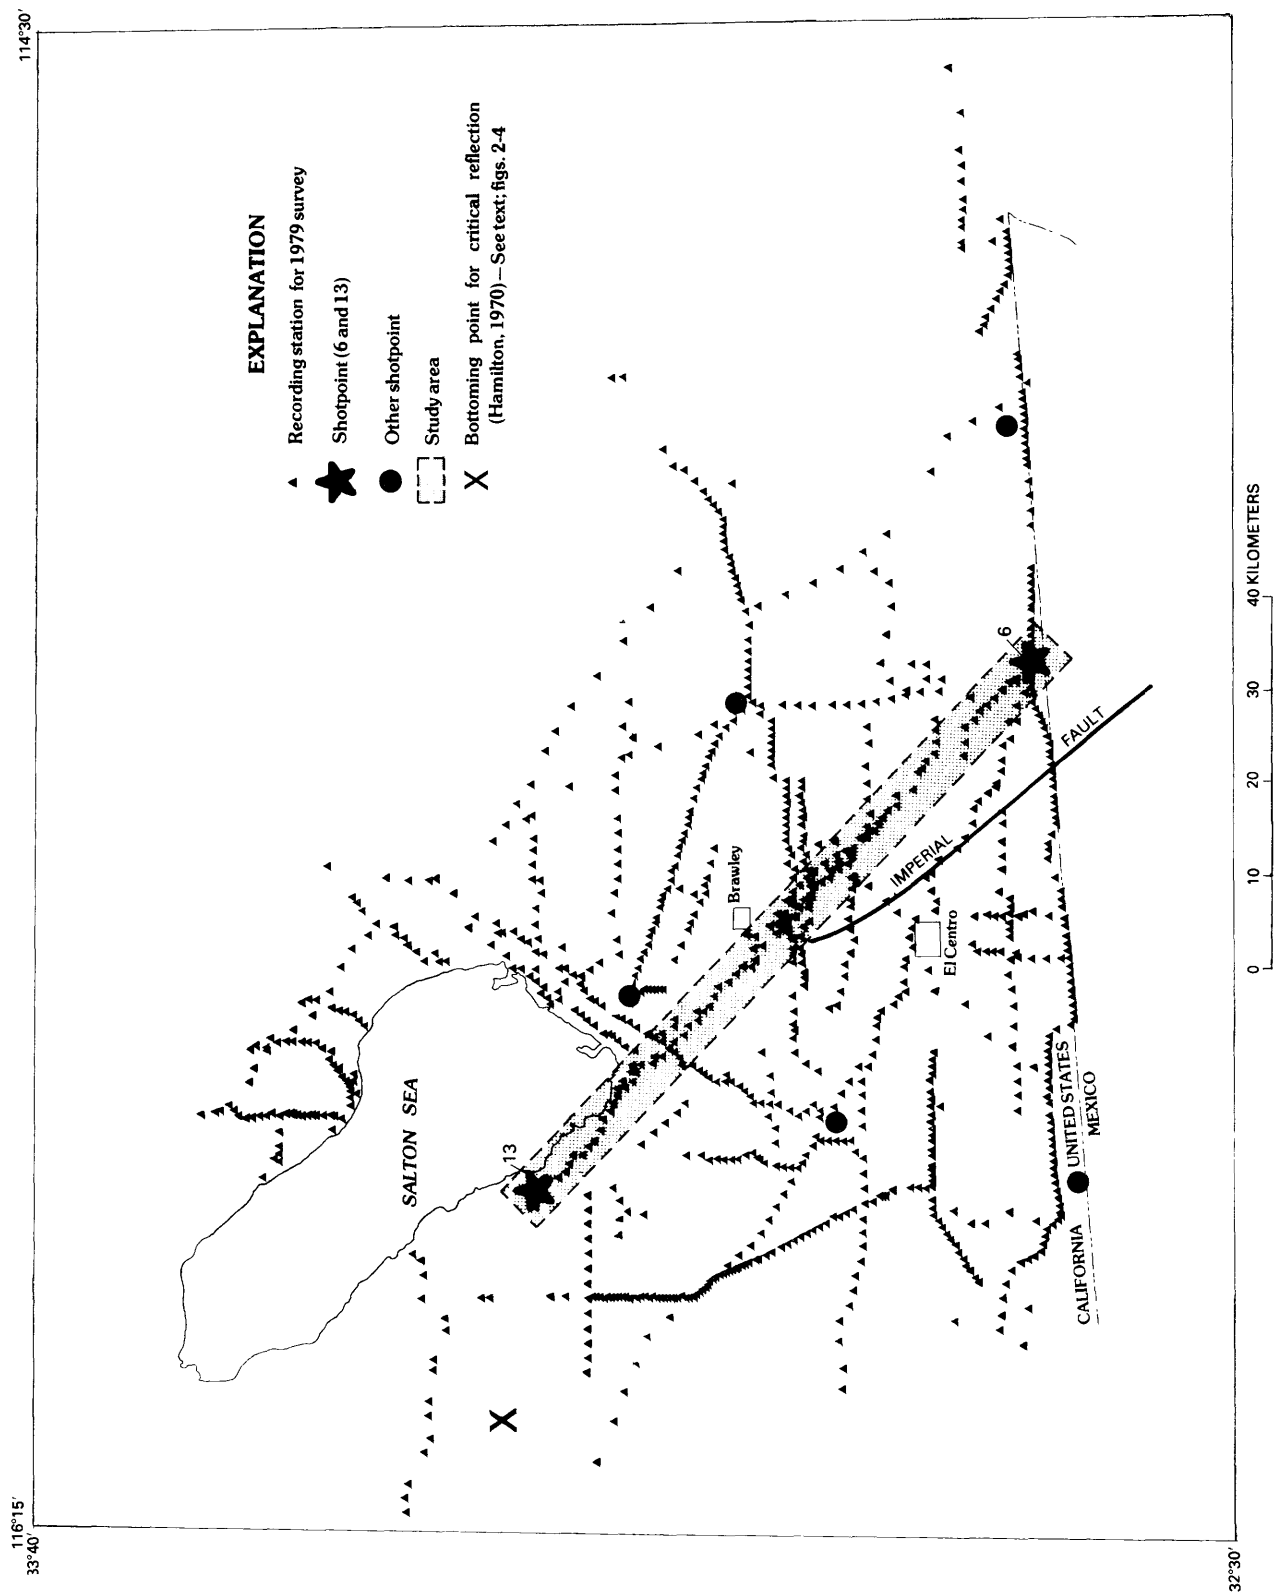 116°15′
33°40′
114°30′
EXPLANATION
Recording station for 1979 survey
Shotpoint (6 and 13)
Other shotpoint
Study area
X Bottoming point for critical reflection
(Hamilton, 1970)—See text; figs. 2-4
SALTON SEA
13
X
Brawley
IMPERIAL
FAULT
6
El Centro
UNITED STATES
MEXICO
CALIFORNIA
32°30′
0 10 20 30 40 KILOMETERS